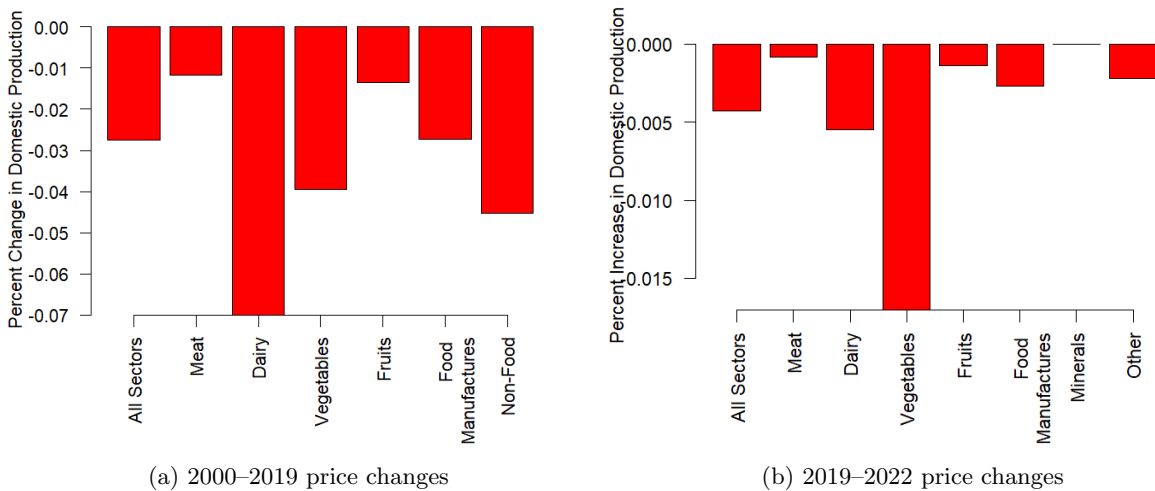 Percent Change in Domestic Production
0.00
-0.01
-0.02
-0.03
-0.04
-0.05
-0.06
-0.07
All Sectors
Meat
Dairy
Vegetables
Fruits
Food
Manufactures
Non-Food
(a) 2000–2019 price changes
Percent Increase in Domestic Production
0.000
-0.005
-0.010
-0.015
All Sectors
Meat
Dairy
Vegetables
Fruits
Food
Manufactures
Minerals
Other
(b) 2019–2022 price changes